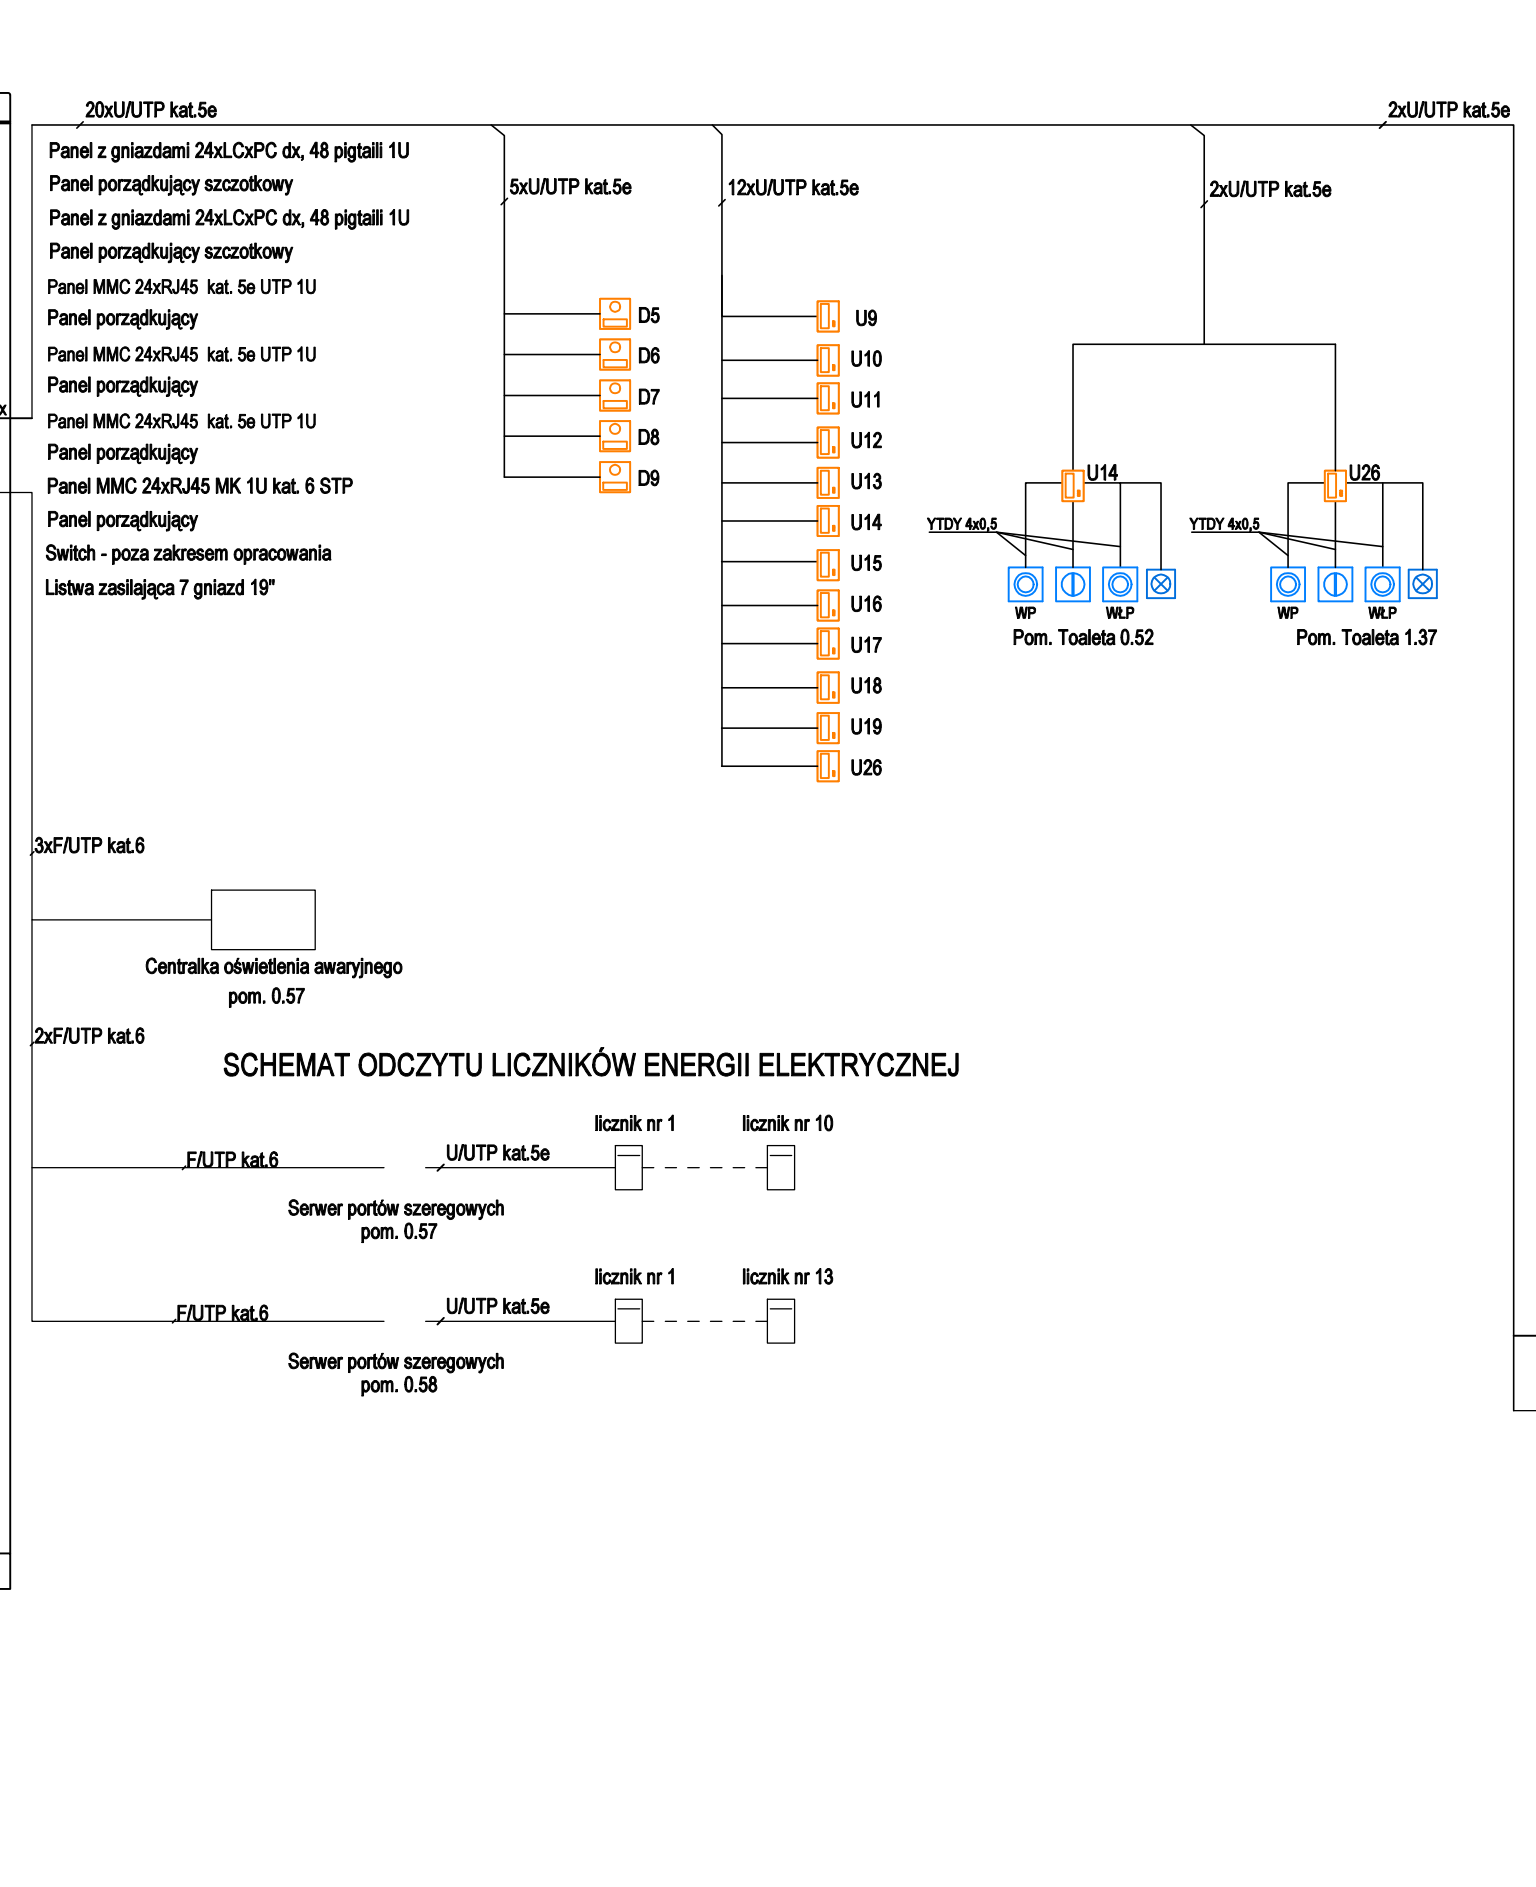 20xU/UTP kat.5e
2xU/UTP kat.5e
Panel z gniazdami 24xLCxPC dx, 48 pigtaili 1U
Panel porządkujący szczotkowy
Panel z gniazdami 24xLCxPC dx, 48 pigtaili 1U
Panel porządkujący szczotkowy
Panel MMC 24xRJ45 kat. 5e UTP 1U
Panel porządkujący
Panel MMC 24xRJ45 kat. 5e UTP 1U
Panel porządkujący
x
Panel MMC 24xRJ45 kat. 5e UTP 1U
Panel porządkujący
Panel MMC 24xRJ45 MK 1U kat. 6 STP
Panel porządkujący
Switch - poza zakresem opracowania
Listwa zasilająca 7 gniazd 19"
5xU/UTP kat.5e
D5
D6
D7
D8
D9
12xU/UTP kat.5e
U9
U10
U11
U12
U13
U14
U15
U16
U17
U18
U19
U26
2xU/UTP kat.5e
U14
YTDY 4x0,5
WP
WŁP
Pom. Toaleta 0.52
U26
YTDY 4x0,5
WP
WŁP
Pom. Toaleta 1.37
3xF/UTP kat.6
Centralka oświetlenia awaryjnego
pom. 0.57
2xF/UTP kat.6
SCHEMAT ODCZYTU LICZNIKÓW ENERGII ELEKTRYCZNEJ
licznik nr 1
licznik nr 10
F/UTP kat.6
U/UTP kat.5e
Serwer portów szeregowych
pom. 0.57
licznik nr 1
licznik nr 13
F/UTP kat.6
U/UTP kat.5e
Serwer portów szeregowych
pom. 0.58